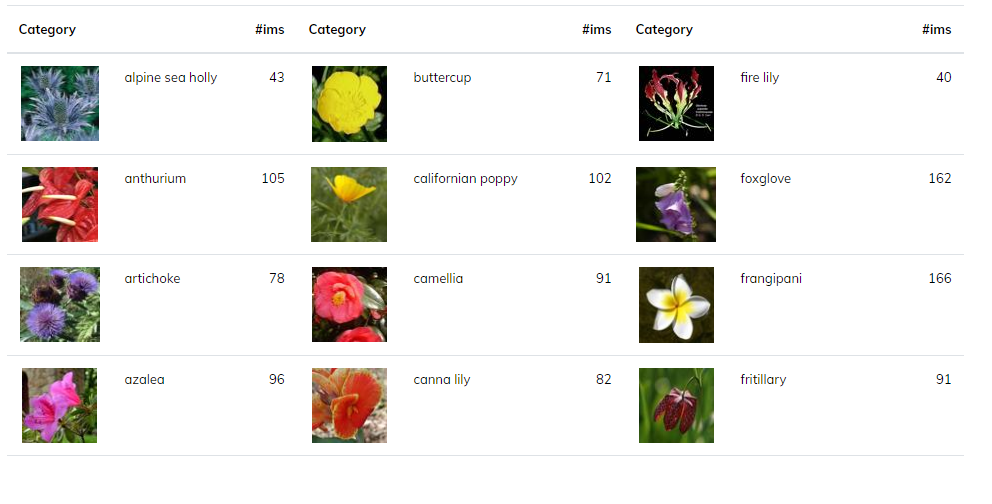 Category #ims Category #ims Category #ims
alpine sea holly 43 buttercup 71 fire lily 40
anthurium 105 californian poppy 102 foxglove 162
artichoke 78 camellia 91 frangipani 166
azalea 96 canna lily 82 fritillary 91